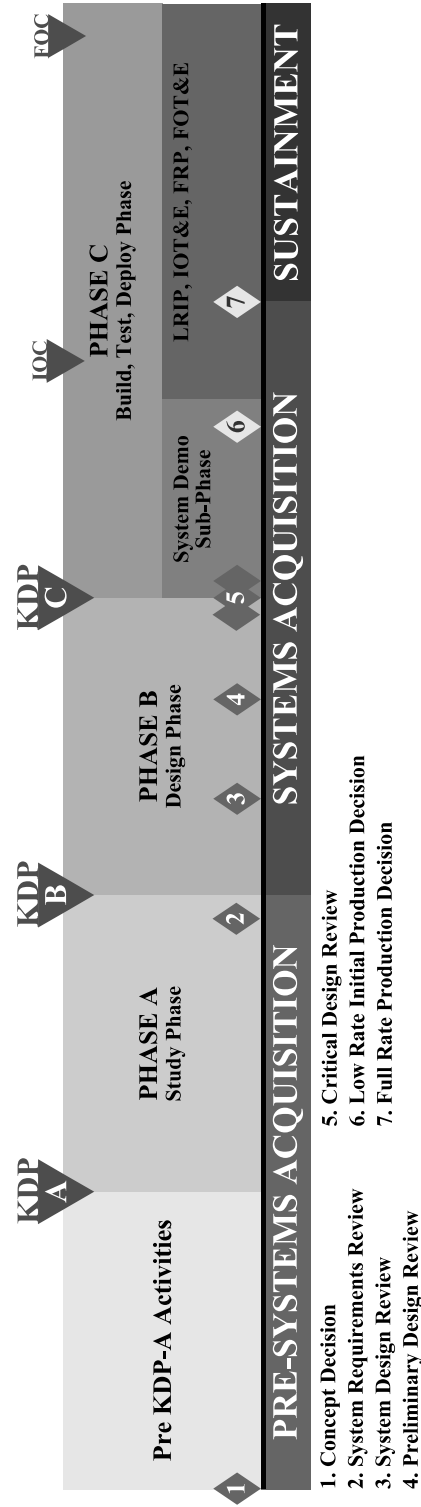 KDP
A
KDP
B
KDP
C
IOC
FOC
Pre KDP-A Activities
PHASE A
Study Phase
PHASE B
Design Phase
PHASE C
Build, Test, Deploy Phase
System Demo
Sub-Phase
LRIP, IOT&E, FRP, FOT&E
1
2
3
4
5
6
7
PRE-SYSTEMS ACQUISITION
SYSTEMS ACQUISITION
SUSTAINMENT
1. Concept Decision
2. System Requirements Review
3. System Design Review
4. Preliminary Design Review
5. Critical Design Review
6. Low Rate Initial Production Decision
7. Full Rate Production Decision